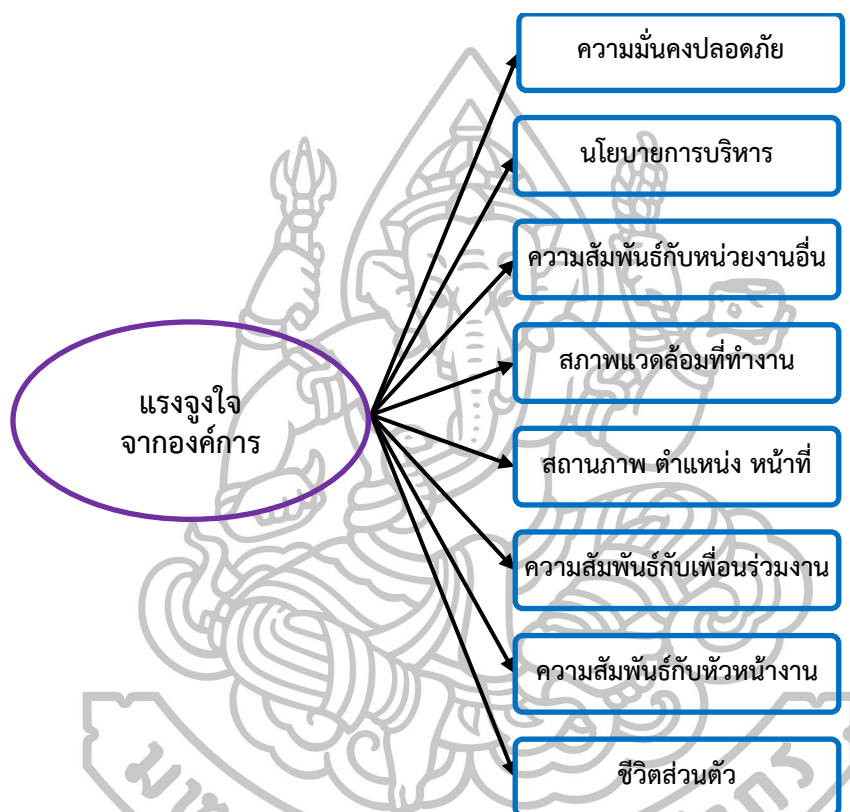 ความมั่นคงปลอดภัย
นโยบายการบริหาร
ความสัมพันธ์กับหน่วยงานอื่น
สภาพแวดล้อมที่ทำงาน
แรงจูงใจ
จากองค์การ
สถานภาพ ตำแหน่ง หน้าที่
ความสัมพันธ์กับเพื่อนร่วมงาน
ความสัมพันธ์กับหัวหน้างาน
ชีวิตส่วนตัว